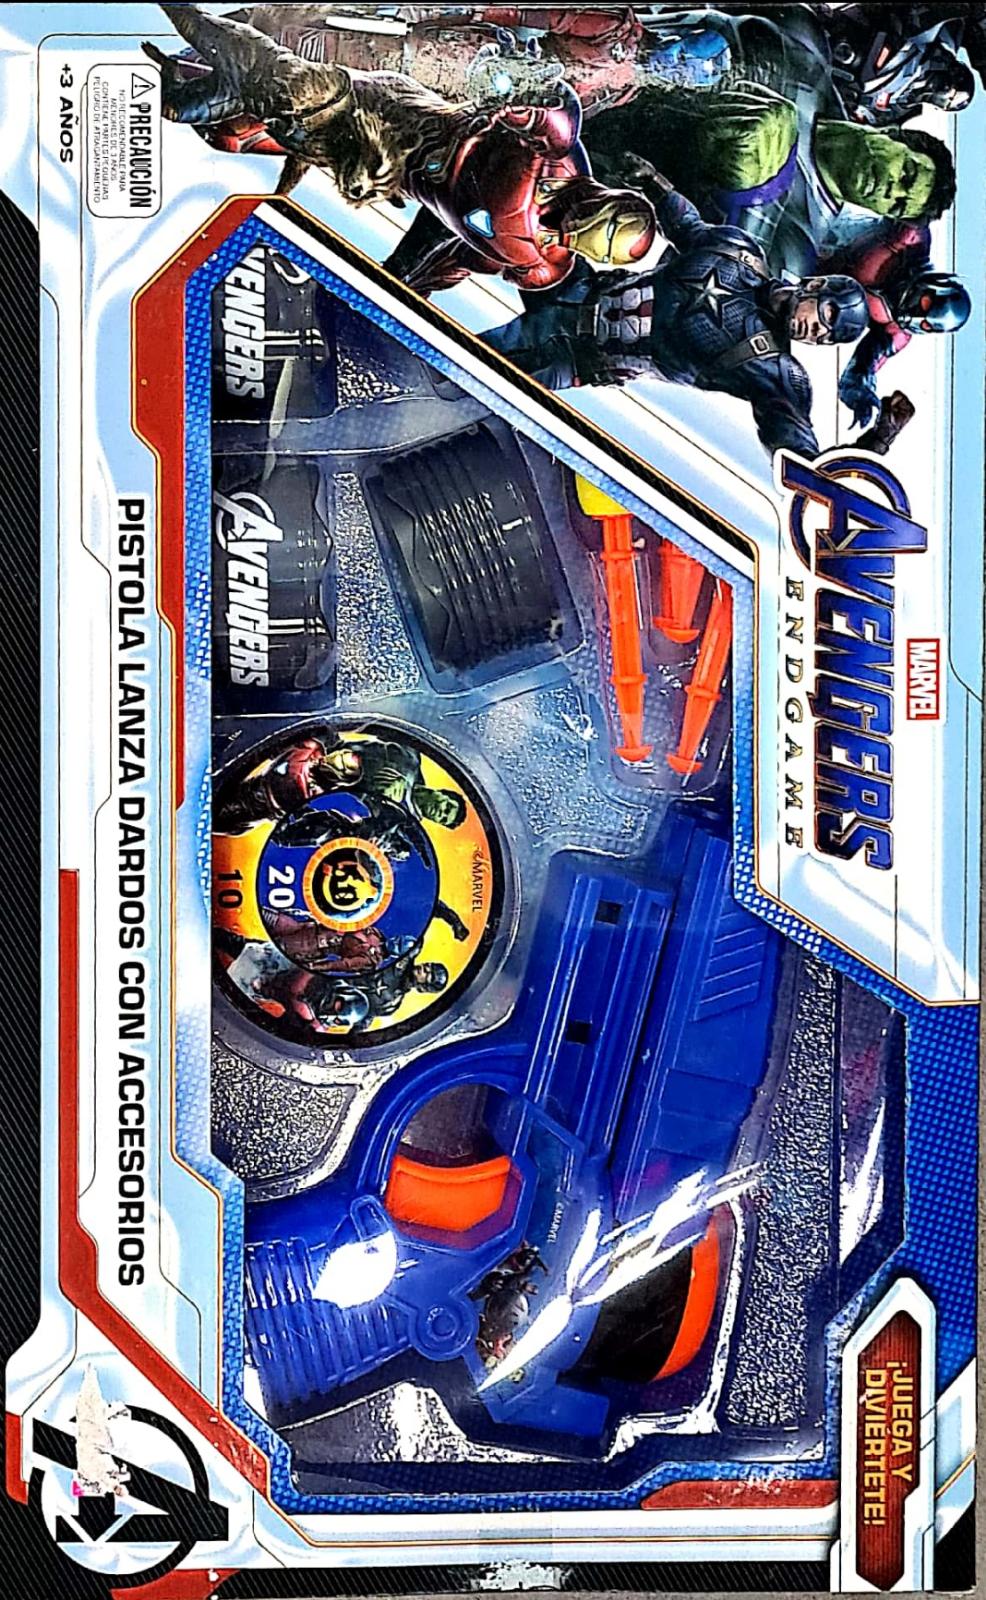 MARVEL
AVENGERS
ENDGAME
¡JUEGA Y
DIVIÉRTETE!
©MARVEL
©MARVEL
50
20
10
VENGERS
AVENGERS
PISTOLA LANZA DARDOS CON ACCESORIOS
PRECAUCIÓN
NO RECOMENDABLE PARA
MENORES DE 3 AÑOS
CONTIENE PARTES PEQUEÑAS
PELIGRO DE ATRAGANTAMIENTO
+3 AÑOS